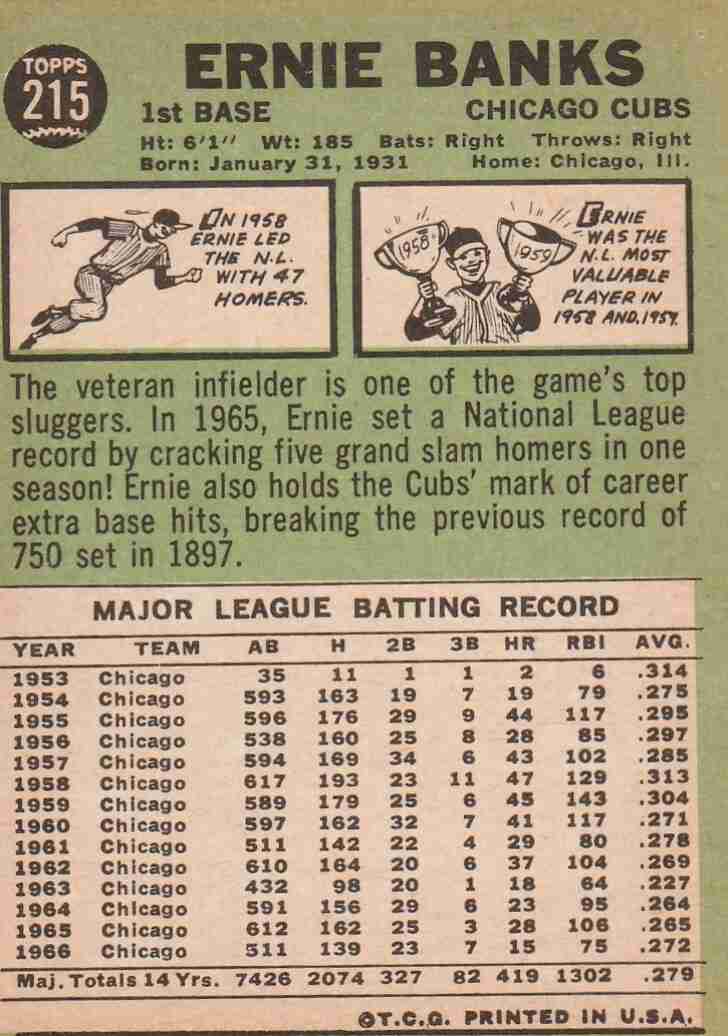 TOPPS
215
ERNIE BANKS
1st BASE CHICAGO CUBS
Ht: 6'1" Wt: 185 Bats: Right Throws: Right
Born: January 31, 1931 Home: Chicago, Ill.
IN 1958
ERNIE LED
THE N.L.
WITH 47
HOMERS.
1958
1959
ERNIE
WAS THE
N.L. MOST
VALUABLE
PLAYER IN
1958 AND 1959.
The veteran infielder is one of the game's top
sluggers. In 1965, Ernie set a National League
record by cracking five grand slam homers in one
season! Ernie also holds the Cubs' mark of career
extra base hits, breaking the previous record of
750 set in 1897.
MAJOR LEAGUE BATTING RECORD
YEAR TEAM AB H 2B 3B HR RBI AVG.
1953 Chicago 35 11 1 1 2 6 .314
1954 Chicago 593 163 19 7 19 79 .275
1955 Chicago 596 176 29 9 44 117 .295
1956 Chicago 538 160 25 8 28 85 .297
1957 Chicago 594 169 34 6 43 102 .285
1958 Chicago 617 193 23 11 47 129 .313
1959 Chicago 589 179 25 6 45 143 .304
1960 Chicago 597 162 32 7 41 117 .271
1961 Chicago 511 142 22 4 29 80 .278
1962 Chicago 610 164 20 6 37 104 .269
1963 Chicago 432 98 20 1 18 64 .227
1964 Chicago 591 156 29 6 23 95 .264
1965 Chicago 612 162 25 3 28 106 .265
1966 Chicago 511 139 23 7 15 75 .272
Maj. Totals 14 Yrs. 7426 2074 327 82 419 1302 .279
©T.C.G. PRINTED IN U.S.A.